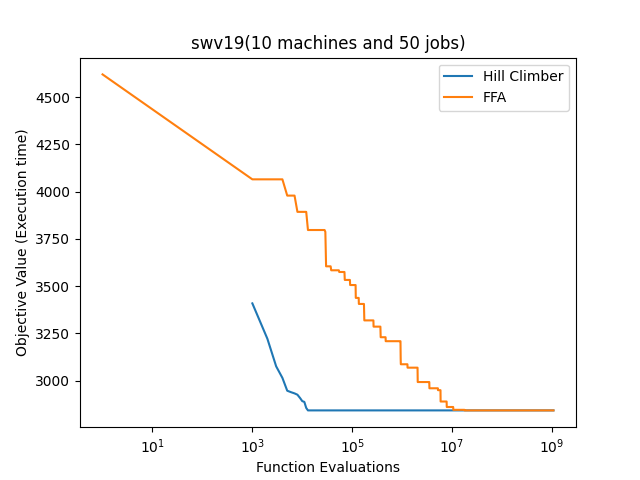 swv19(10 machines and 50 jobs)
Hill Climber
FFA
Objective Value (Execution time)
4500
4250
4000
3750
3500
3250
3000
10^1 10^3 10^5 10^7 10^9
Function Evaluations